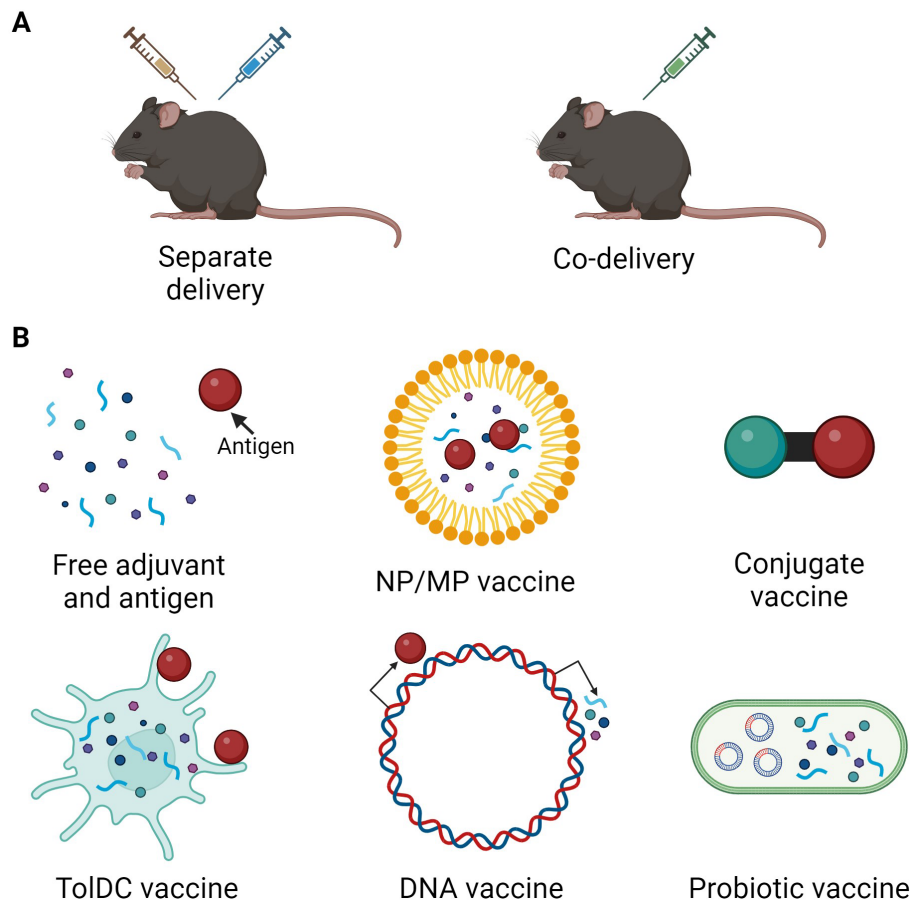 A
Separate
delivery
Co-delivery
B
Antigen
Free adjuvant
and antigen
NP/MP vaccine
Conjugate
vaccine
TolDC vaccine
DNA vaccine
Probiotic vaccine